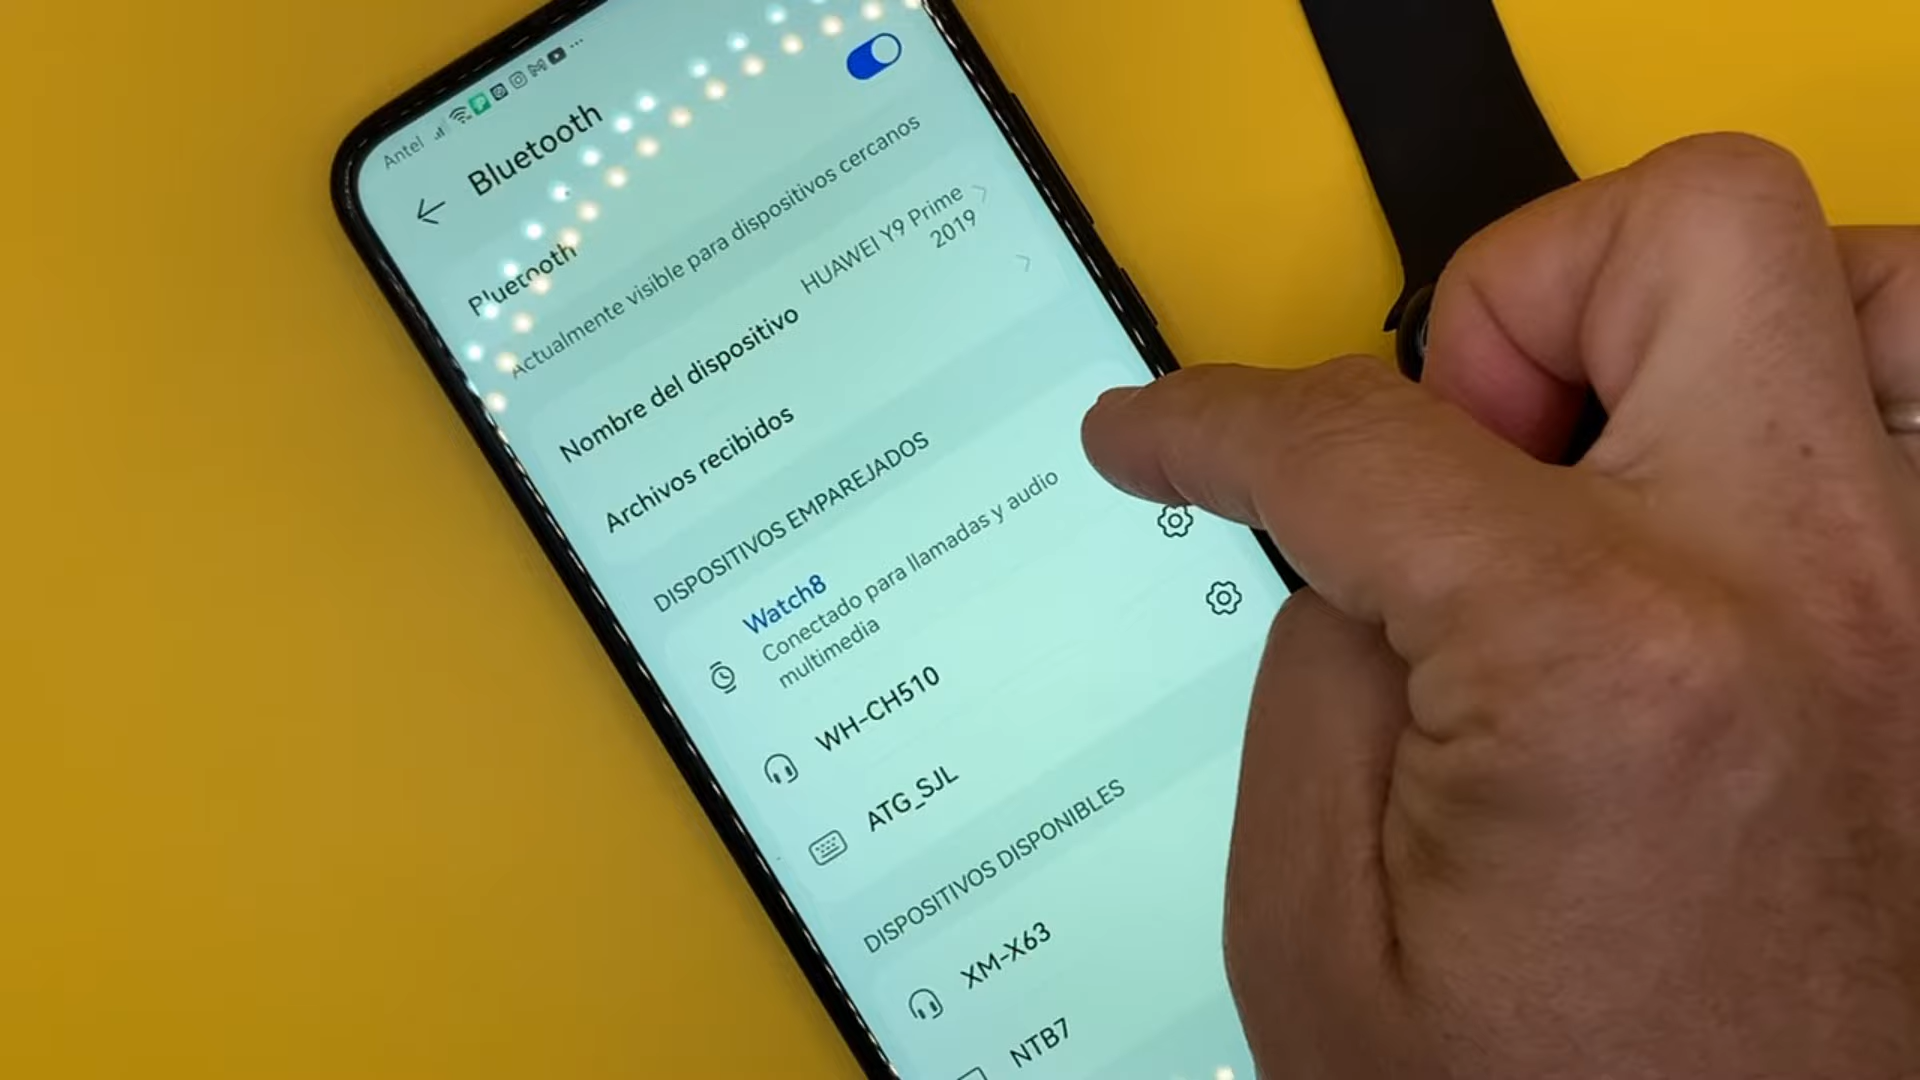 Antel
Bluetooth
Bluetooth
Actualmente visible para dispositivos cercanos
Nombre del dispositivo
HUAWEI Y9 Prime
2019
Archivos recibidos
DISPOSITIVOS EMPAREJADOS
Watch8
Conectado para llamadas y audio
multimedia
WH-CH510
ATG_SJL
DISPOSITIVOS DISPONIBLES
XM-X63
NTB7